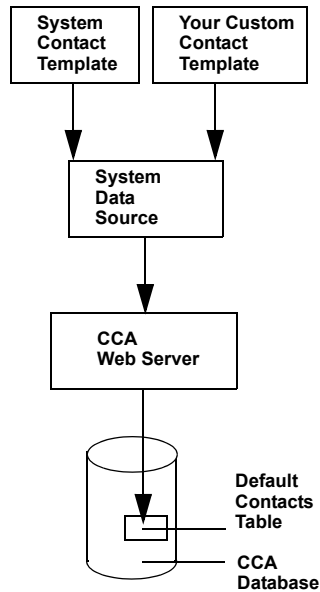 System
Contact
Template
Your Custom
Contact
Template
System
Data
Source
CCA
Web Server
Default
Contacts
Table
CCA
Database